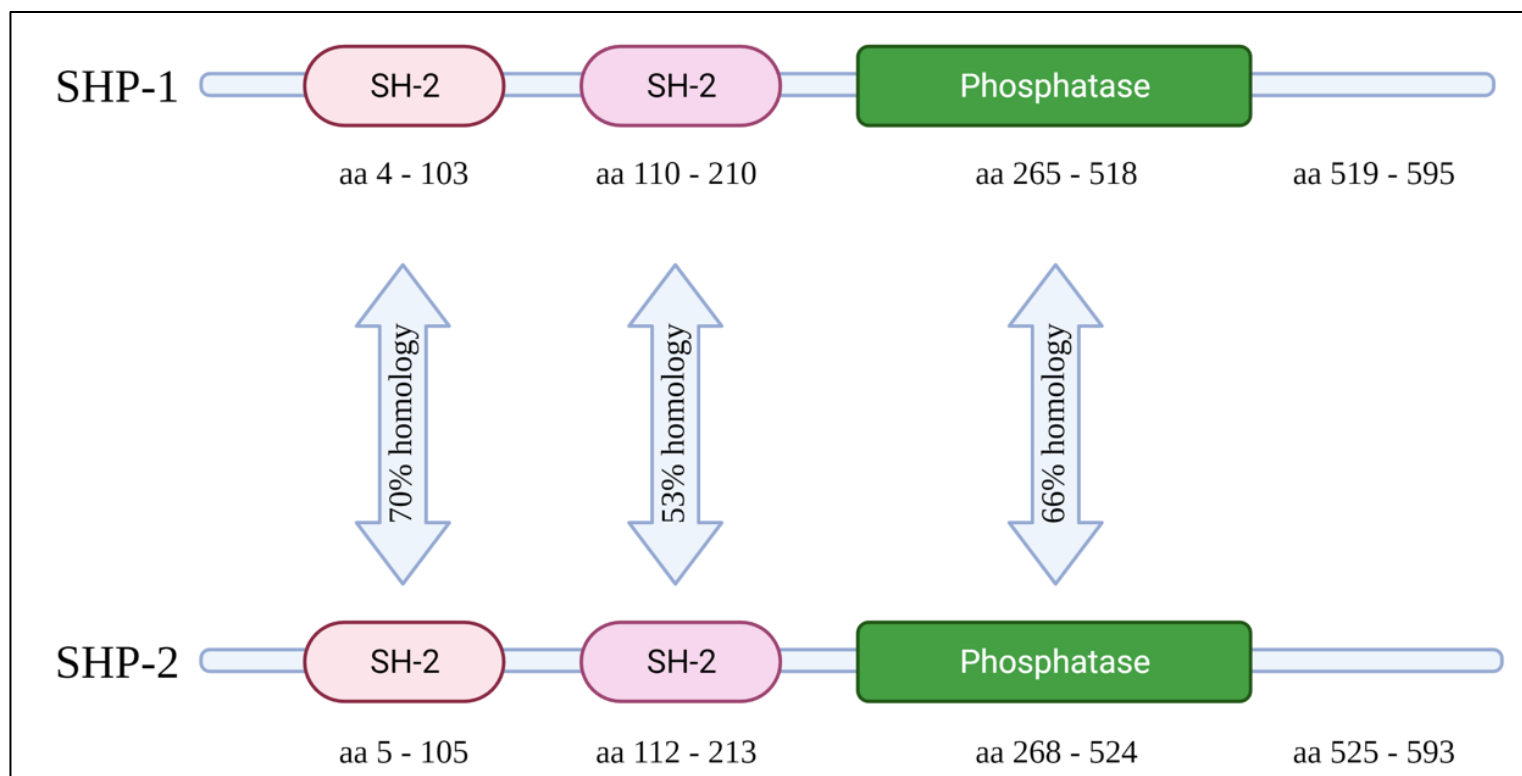 SHP-1 SH-2 SH-2 Phosphatase
aa 4 - 103 aa 110 - 210 aa 265 - 518 aa 519 - 595
70% homology
53% homology
66% homology
SHP-2 SH-2 SH-2 Phosphatase
aa 5 - 105 aa 112 - 213 aa 268 - 524 aa 525 - 593